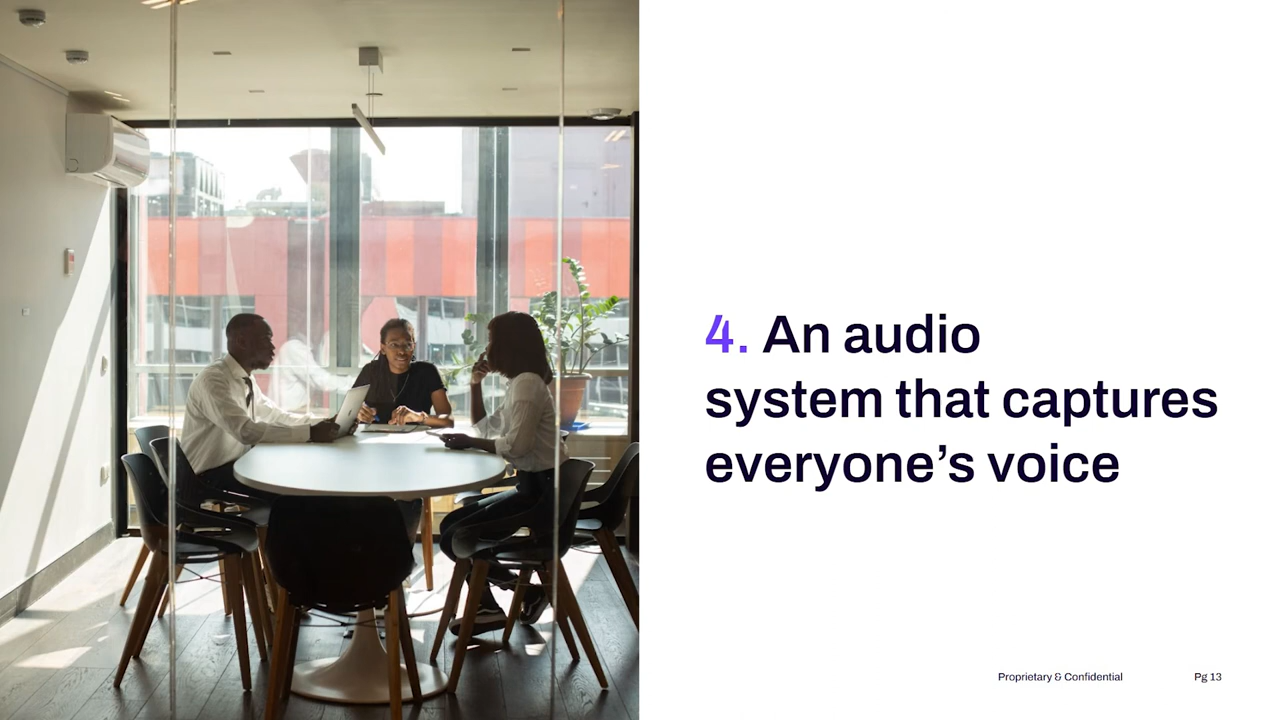 4. An audio
system that captures
everyone’s voice
Proprietary & Confidential
Pg 13